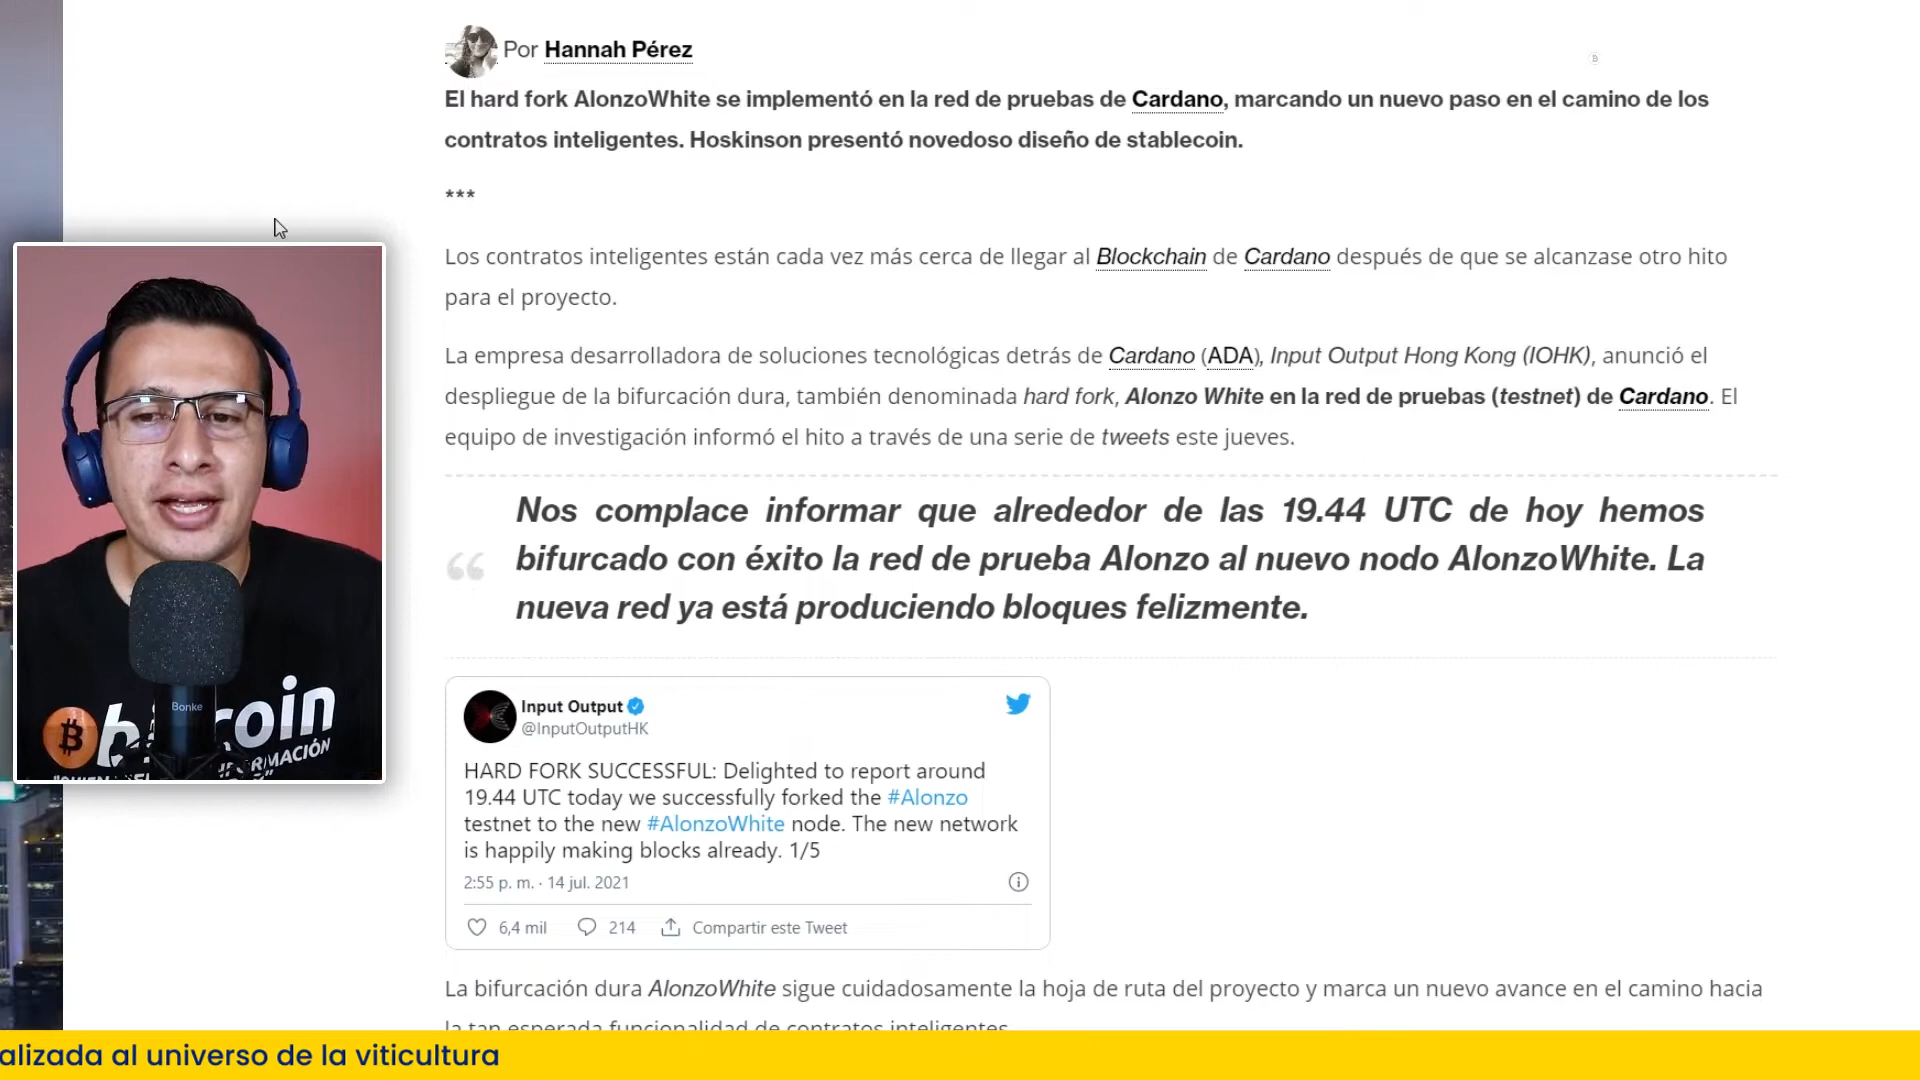 Por Hannah Pérez
El hard fork AlonzoWhite se implementó en la red de pruebas de Cardano, marcando un nuevo paso en el camino de los
contratos inteligentes. Hoskinson presentó novedoso diseño de stablecoin.
***
Los contratos inteligentes están cada vez más cerca de llegar al Blockchain de Cardano después de que se alcanzase otro hito
para el proyecto.
La empresa desarrolladora de soluciones tecnológicas detrás de Cardano (ADA), Input Output Hong Kong (IOHK), anunció el
despliegue de la bifurcación dura, también denominada hard fork, Alonzo White en la red de pruebas (testnet) de Cardano. El
equipo de investigación informó el hito a través de una serie de tweets este jueves.
“ Nos complace informar que alrededor de las 19.44 UTC de hoy hemos
bifurcado con éxito la red de prueba Alonzo al nuevo nodo AlonzoWhite. La
nueva red ya está produciendo bloques felizmente.
Input Output
@InputOutputHK
HARD FORK SUCCESSFUL: Delighted to report around
19.44 UTC today we successfully forked the #Alonzo
testnet to the new #AlonzoWhite node. The new network
is happily making blocks already. 1/5
2:55 p. m. · 14 jul. 2021
6,4 mil 214 Compartir este Tweet
La bifurcación dura AlonzoWhite sigue cuidadosamente la hoja de ruta del proyecto y marca un nuevo avance en el camino hacia
la tan esperada funcionalidad de contratos inteligentes.
Bonke
alizada al universo de la viticultura